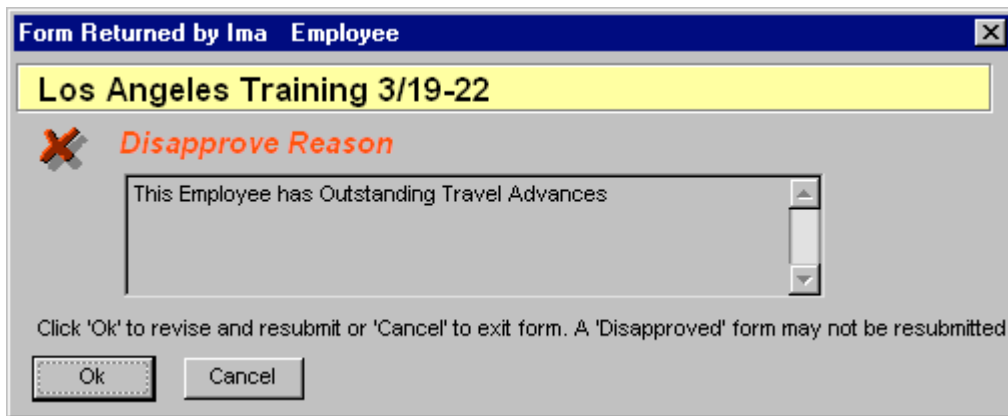 Form Returned by Ima Employee
Los Angeles Training 3/19-22
Disapprove Reason
This Employee has Outstanding Travel Advances
Click 'Ok' to revise and resubmit or 'Cancel' to exit form. A 'Disapproved' form may not be resubmitted
Ok
Cancel